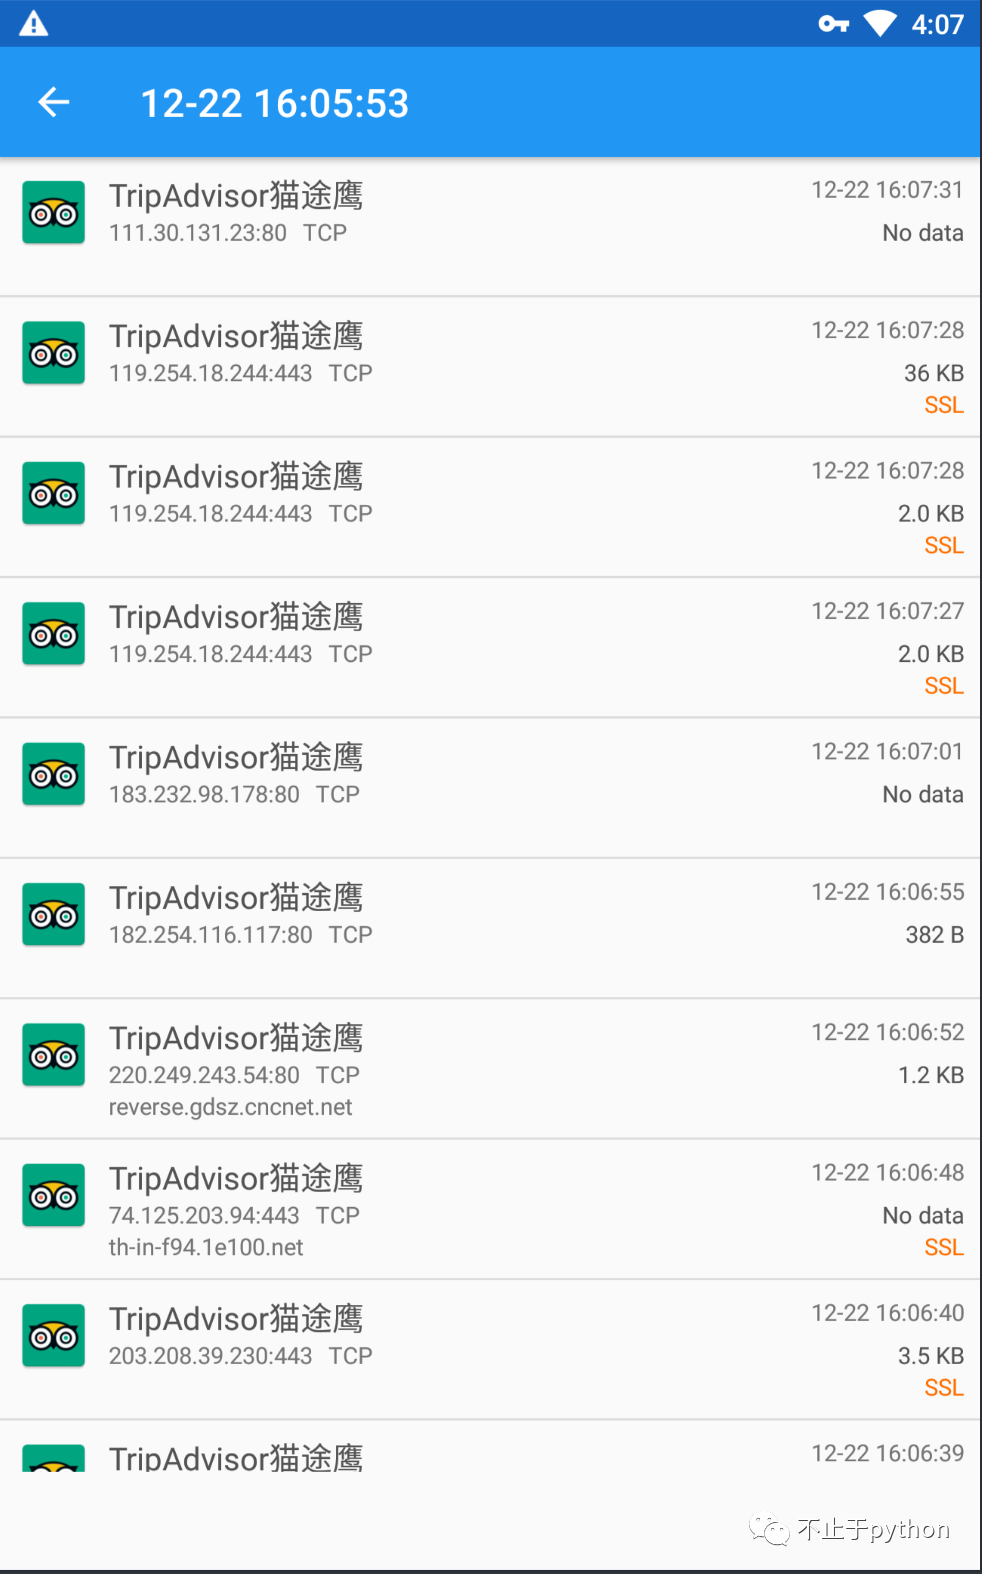 4:07
12-22 16:05:53
TripAdvisor猫途鹰 12-22 16:07:31
111.30.131.23:80 TCP No data
TripAdvisor猫途鹰 12-22 16:07:28
119.254.18.244:443 TCP 36 KB
SSL
TripAdvisor猫途鹰 12-22 16:07:28
119.254.18.244:443 TCP 2.0 KB
SSL
TripAdvisor猫途鹰 12-22 16:07:27
119.254.18.244:443 TCP 2.0 KB
SSL
TripAdvisor猫途鹰 12-22 16:07:01
183.232.98.178:80 TCP No data
TripAdvisor猫途鹰 12-22 16:06:55
182.254.116.117:80 TCP 382 B
TripAdvisor猫途鹰 12-22 16:06:52
220.249.243.54:80 TCP 1.2 KB
reverse.gdsz.cncnet.net
TripAdvisor猫途鹰 12-22 16:06:48
74.125.203.94:443 TCP No data
th-in-f94.1e100.net SSL
TripAdvisor猫途鹰 12-22 16:06:40
203.208.39.230:443 TCP 3.5 KB
SSL
TripAdvisor猫途鹰 12-22 16:06:39
不止于python